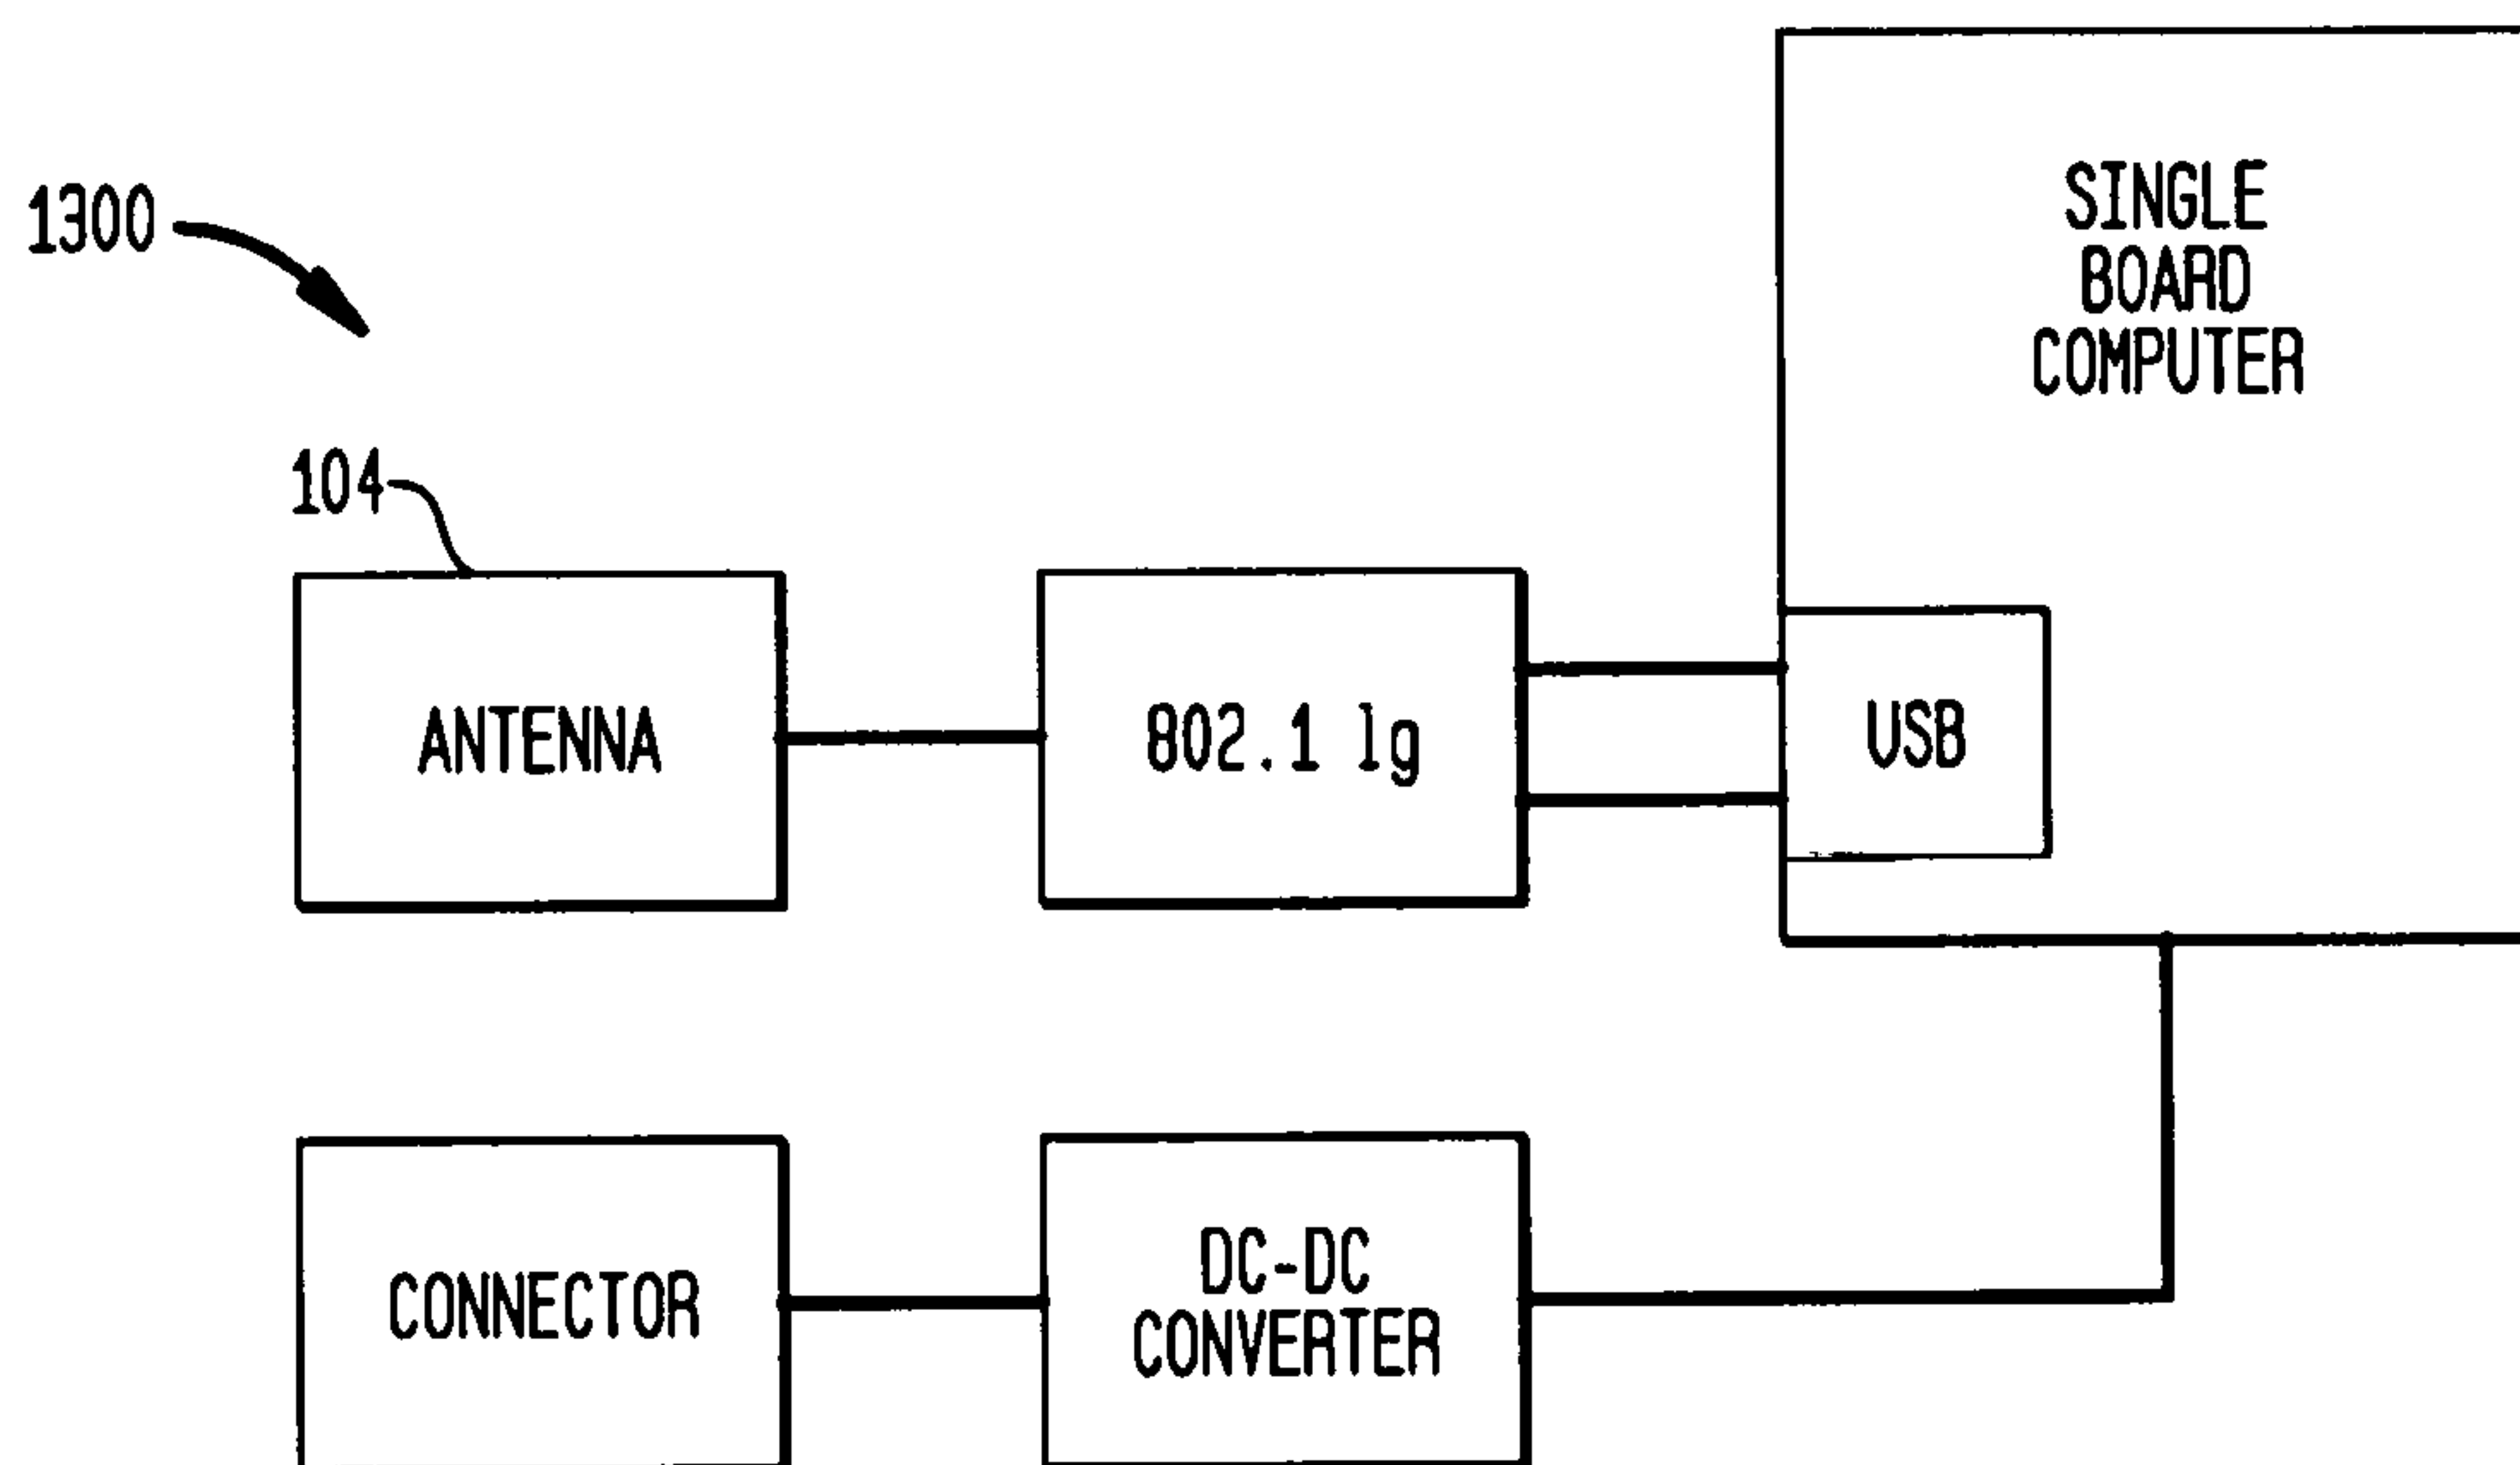 1300
SINGLE
BOARD
COMPUTER
104
ANTENNA
802.1 1g
USB
CONNECTOR
DC-DC
CONVERTER